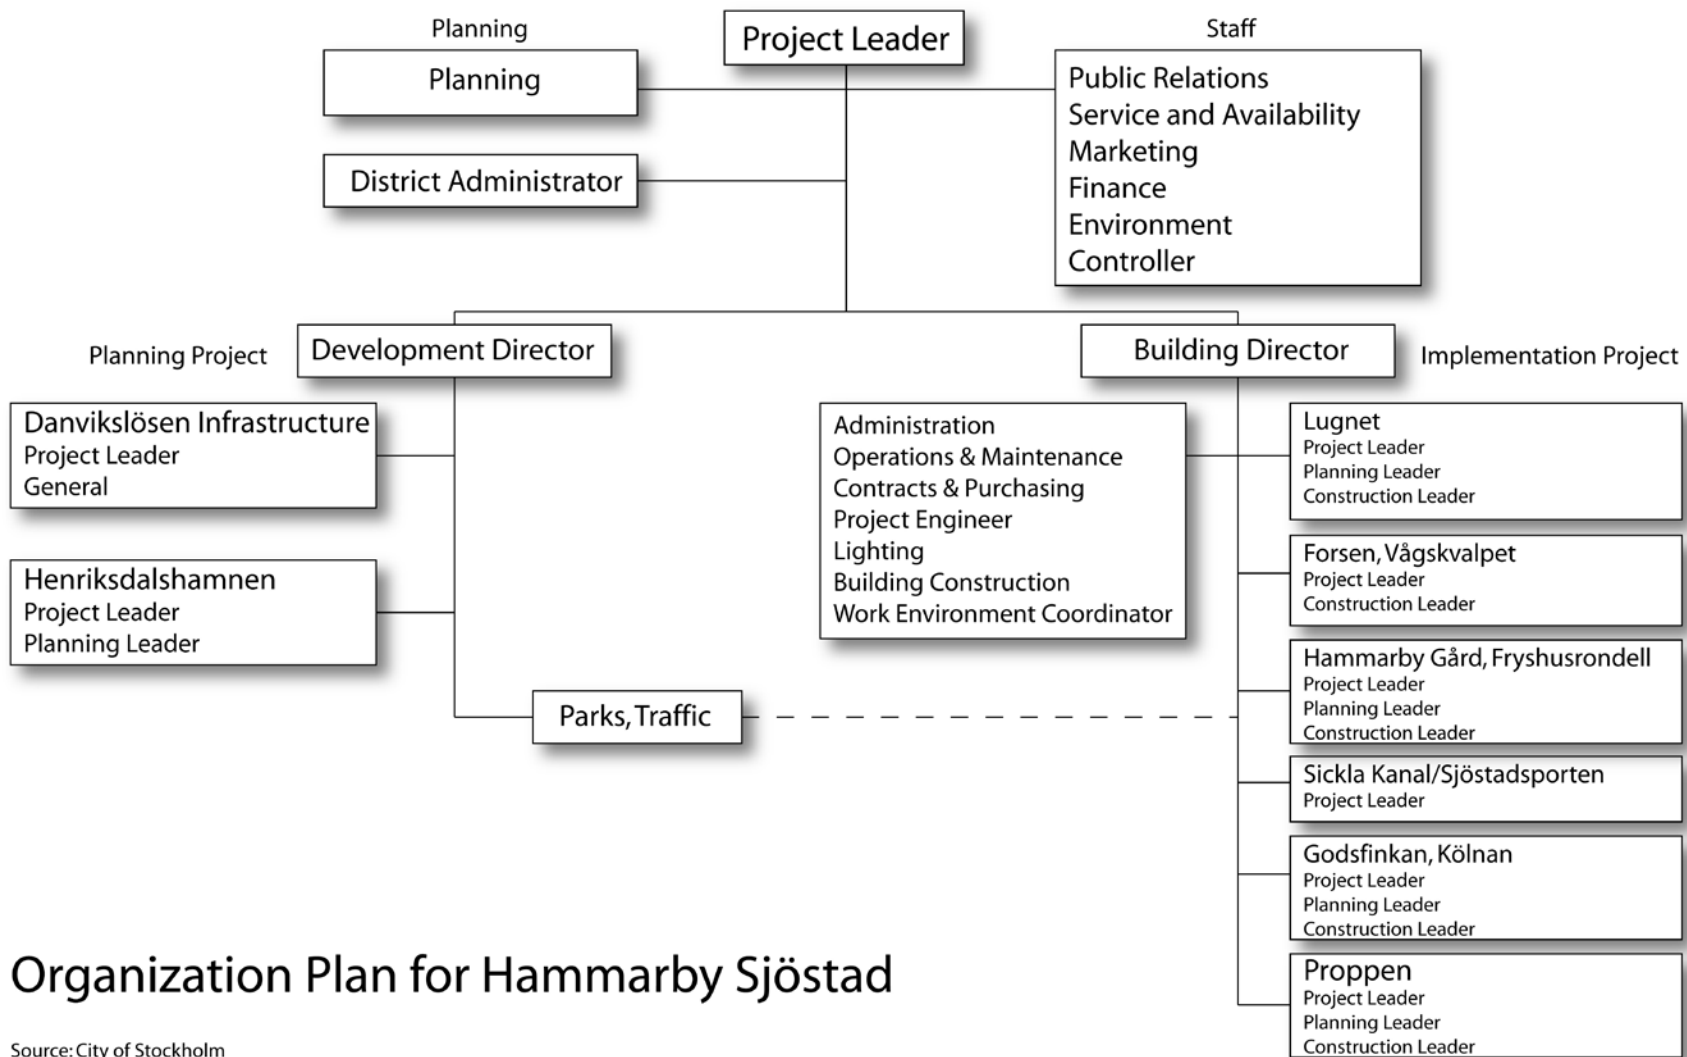 Planning
Project Leader
Staff
Planning
Public Relations
Service and Availability
Marketing
Finance
Environment
Controller
District Administrator
Planning Project
Development Director
Building Director
Implementation Project
Danvikslösen Infrastructure
Project Leader
General
Henriksdalshamnen
Project Leader
Planning Leader
Parks, Traffic
Administration
Operations & Maintenance
Contracts & Purchasing
Project Engineer
Lighting
Building Construction
Work Environment Coordinator
Lugnet
Project Leader
Planning Leader
Construction Leader
Forsen, Vågskvalpet
Project Leader
Construction Leader
Hammarby Gård, Fryshusrondell
Project Leader
Planning Leader
Construction Leader
Sickla Kanal/Sjöstadsporten
Project Leader
Godsfinkan, Kölnan
Project Leader
Planning Leader
Construction Leader
Proppen
Project Leader
Planning Leader
Construction Leader
Organization Plan for Hammarby Sjöstad
Source: City of Stockholm